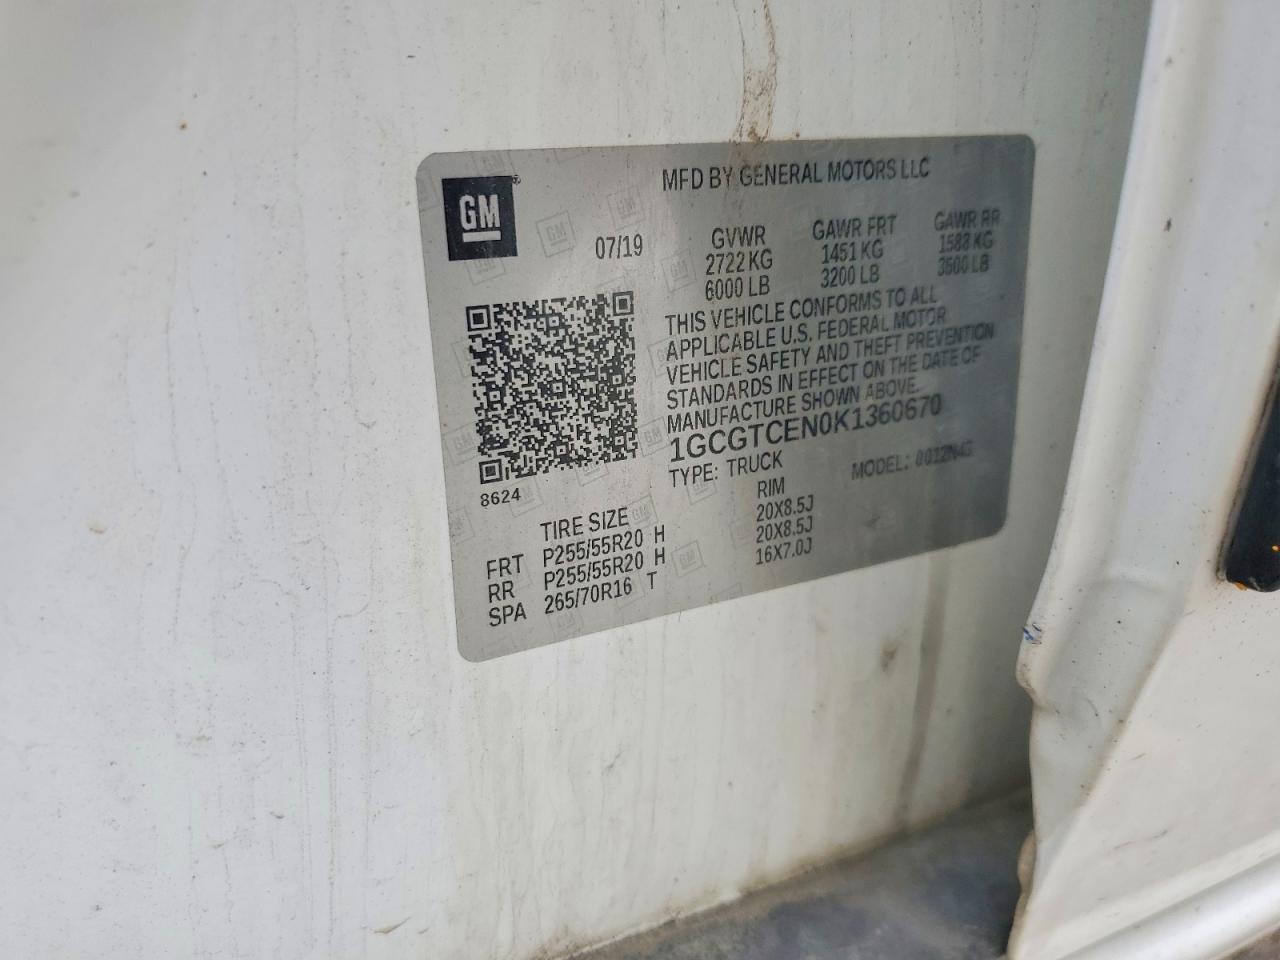 GM
MFD BY GENERAL MOTORS LLC
07/19
GVWR GAWR FRT GAWR RR
2722 KG 1451 KG 1588 KG
6000 LB 3200 LB 3500 LB
THIS VEHICLE CONFORMS TO ALL
APPLICABLE U.S. FEDERAL MOTOR
VEHICLE SAFETY AND THEFT PREVENTION
STANDARDS IN EFFECT ON THE DATE OF
MANUFACTURE SHOWN ABOVE.
1GCGTCEN0K1360670
TYPE: TRUCK MODEL:
8624
TIRE SIZE RIM
FRT P255/55R20 H 20X8.5J
RR P255/55R20 H 20X8.5J
SPA 265/70R16 T 16X7.0J